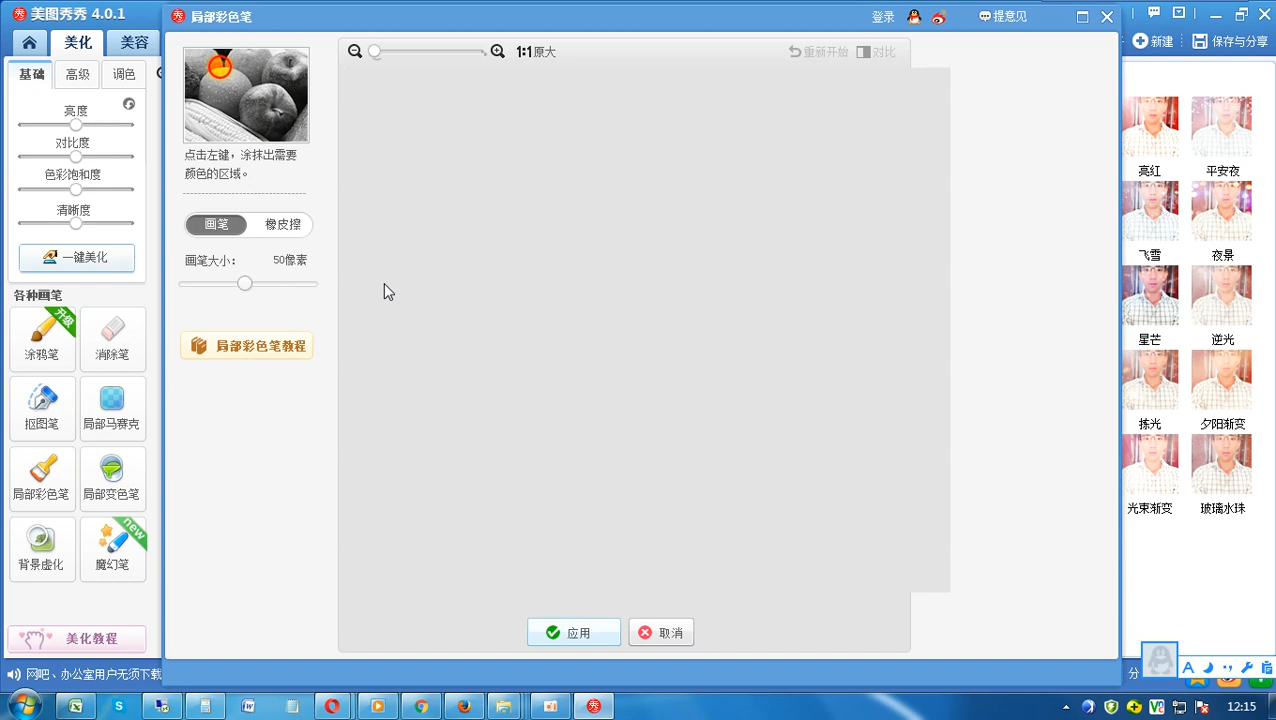 美图秀秀 4.0.1
局部彩色笔
登录
提意见
美化
美容
新建
保存与分享
基础
高级
调色
1:1原大
重新开始
对比
亮度
对比度
色彩饱和度
清晰度
一键美化
点击左键，涂抹出需要
颜色的区域。
画笔
橡皮擦
画笔大小：
50像素
局部彩色笔教程
各种画笔
升级
涂鸦笔
消除笔
抠图笔
局部马赛克
局部彩色笔
局部变色笔
背景虚化
new
魔幻笔
美化教程
网吧、办公室用户无须下载
应用
取消
亮红
平安夜
飞雪
夜景
星芒
逆光
拣光
夕阳渐变
光束渐变
玻璃水珠
分
12:15